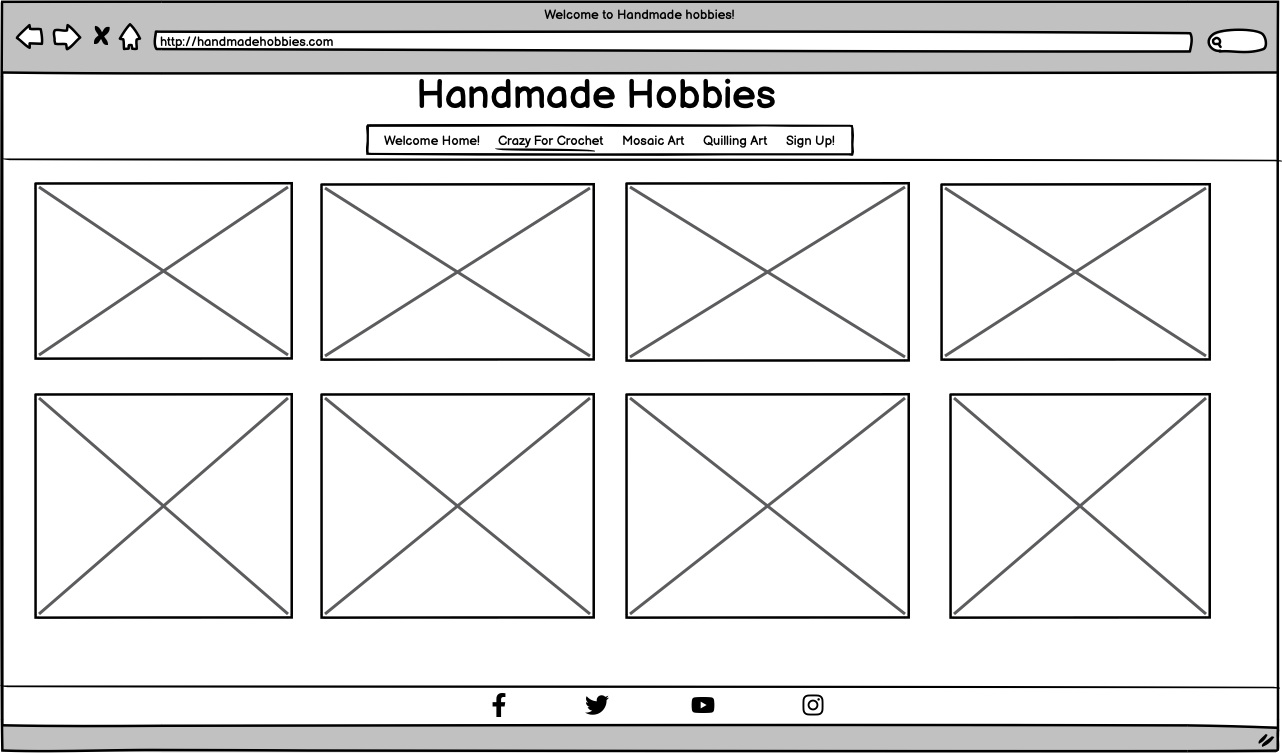 Welcome to Handmade hobbies!
http://handmadehobbies.com
Handmade Hobbies
Welcome Home! Crazy For Crochet Mosaic Art Quilling Art Sign Up!